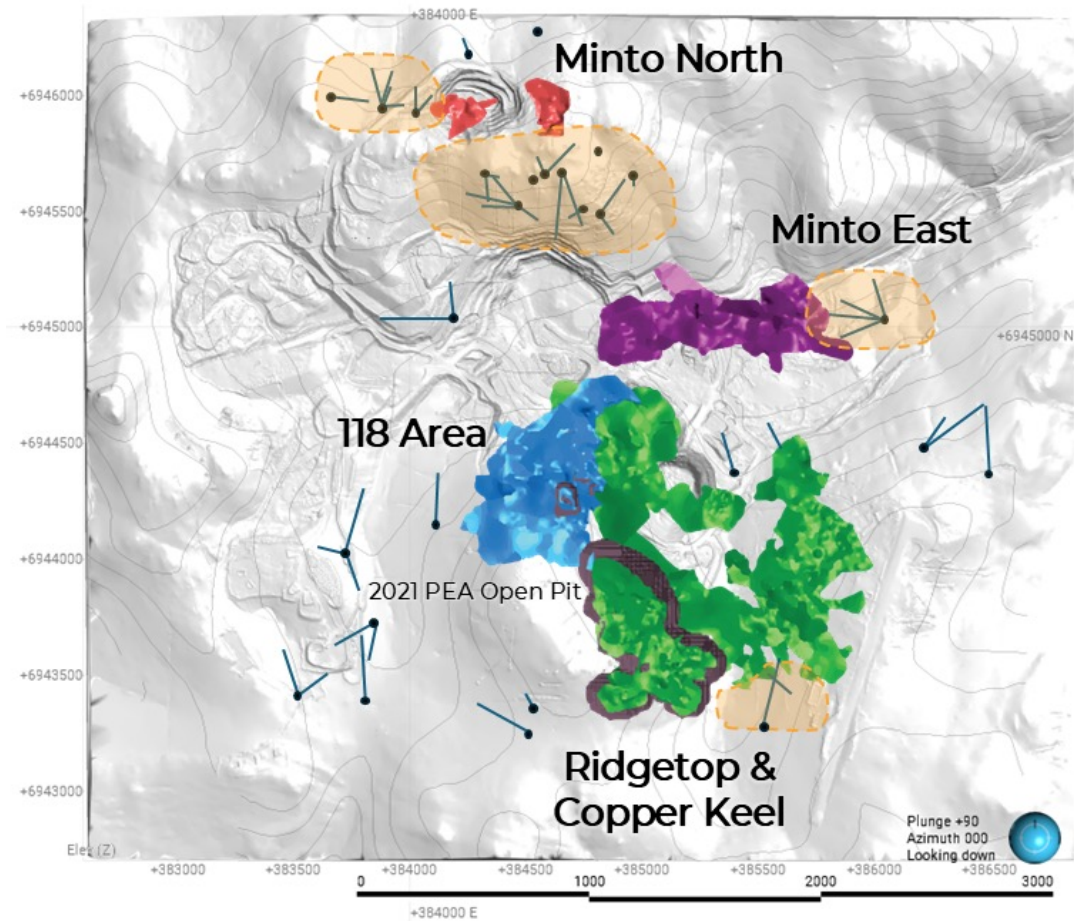 +384000 E
Minto North
+6946000
+6945500
Minto East
+6945000
+6945000 N
118 Area
+6944500
+6944000
2021 PEA Open Pit
+6943500
Ridgetop &
Copper Keel
+6943000
Plunge +90
Azimuth 000
Looking down
Elev (Z)
+383000 +383500 +384000 +384500 +385000 +385500 +386000 +386500
0 1000 2000 3000
+384000 E